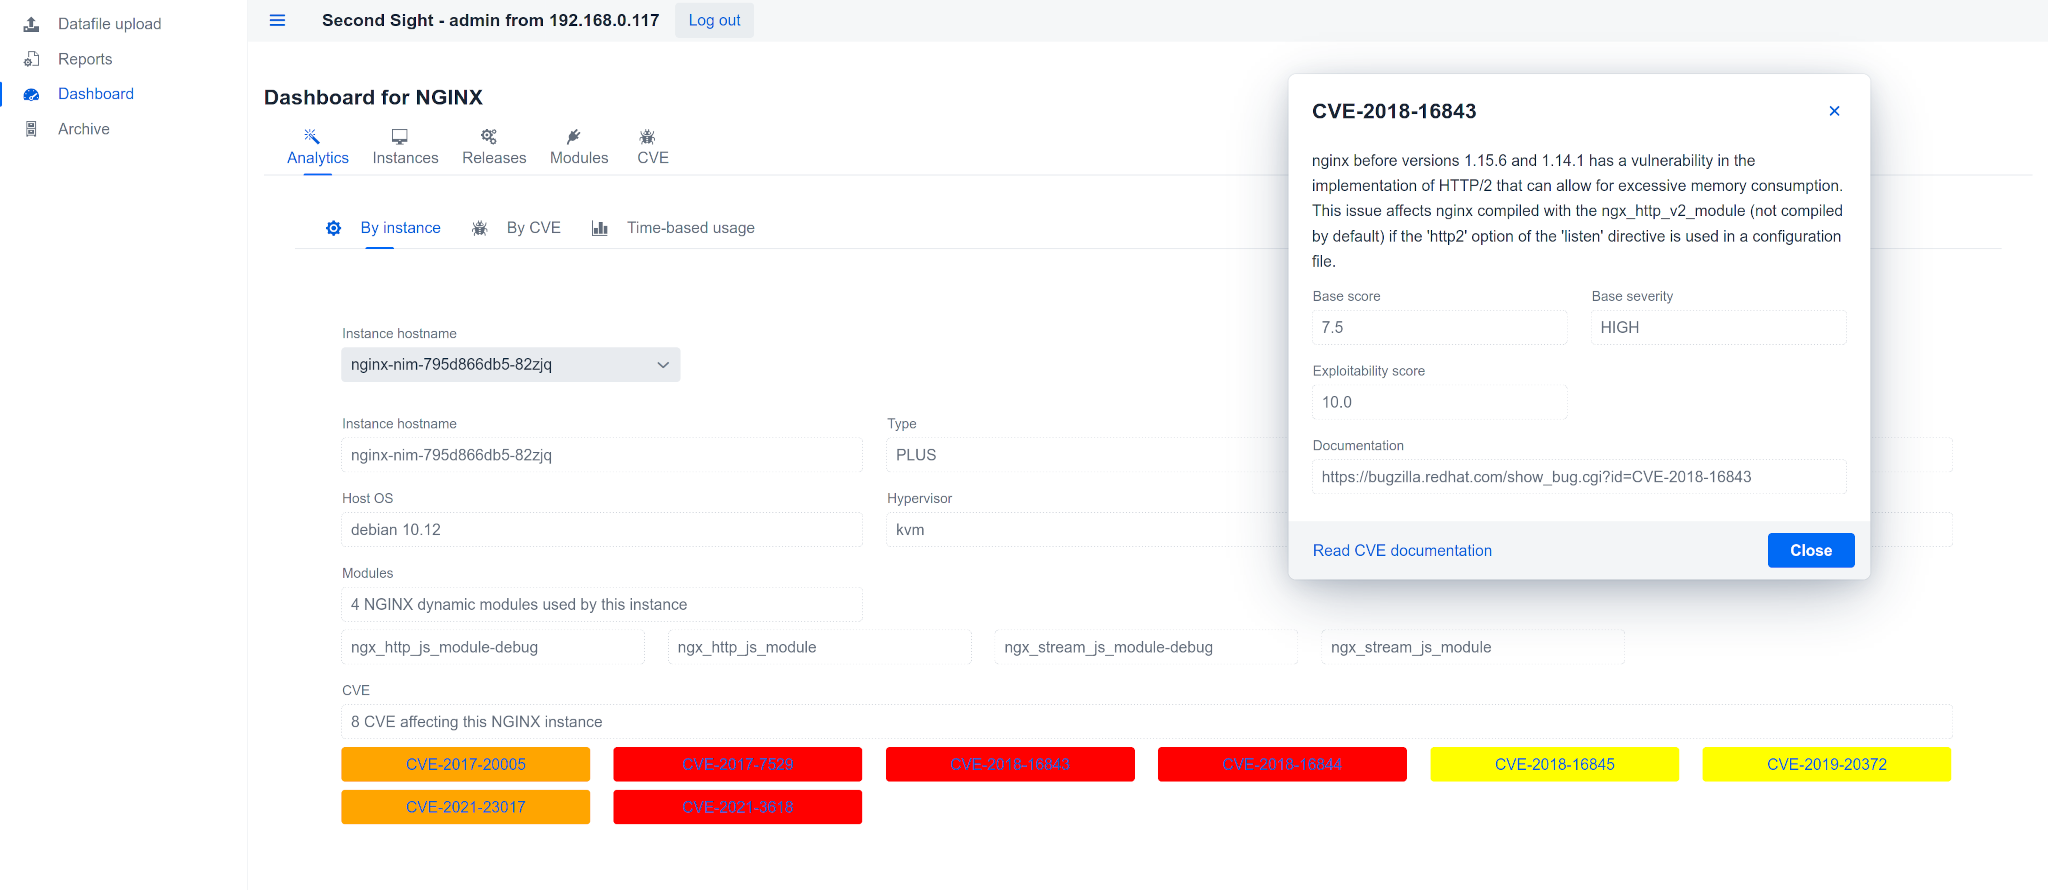 Datafile upload
Reports
Dashboard
Archive
Second Sight - admin from 192.168.0.117
Log out
Dashboard for NGINX
Analytics
Instances
Releases
Modules
CVE
By instance
By CVE
Time-based usage
Instance hostname
nginx-nim-795d866db5-82zjq
Instance hostname
Type
nginx-nim-795d866db5-82zjq
PLUS
Host OS
Hypervisor
debian 10.12
kvm
Modules
4 NGINX dynamic modules used by this instance
ngx_http_js_module-debug
ngx_http_js_module
ngx_stream_js_module-debug
ngx_stream_js_module
CVE
8 CVE affecting this NGINX instance
CVE-2017-20005
CVE-2017-7529
CVE-2018-16843
CVE-2018-16844
CVE-2018-16845
CVE-2019-20372
CVE-2021-23017
CVE-2021-3618
CVE-2018-16843
nginx before versions 1.15.6 and 1.14.1 has a vulnerability in the
implementation of HTTP/2 that can allow for excessive memory consumption.
This issue affects nginx compiled with the ngx_http_v2_module (not compiled
by default) if the 'http2' option of the 'listen' directive is used in a configuration
file.
Base score
Base severity
7.5
HIGH
Exploitability score
10.0
Documentation
https://bugzilla.redhat.com/show_bug.cgi?id=CVE-2018-16843
Read CVE documentation
Close